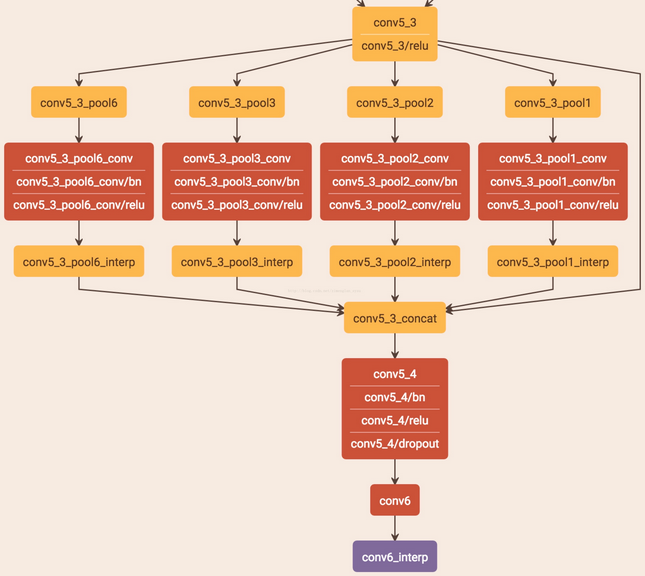 conv5_3
conv5_3/relu
conv5_3_pool6
conv5_3_pool3
conv5_3_pool2
conv5_3_pool1
conv5_3_pool6_conv
conv5_3_pool6_conv/bn
conv5_3_pool6_conv/relu
conv5_3_pool3_conv
conv5_3_pool3_conv/bn
conv5_3_pool3_conv/relu
conv5_3_pool2_conv
conv5_3_pool2_conv/bn
conv5_3_pool2_conv/relu
conv5_3_pool1_conv
conv5_3_pool1_conv/bn
conv5_3_pool1_conv/relu
conv5_3_pool6_interp
conv5_3_pool3_interp
conv5_3_pool2_interp
conv5_3_pool1_interp
conv5_3_concat
conv5_4
conv5_4/bn
conv5_4/relu
conv5_4/dropout
conv6
conv6_interp